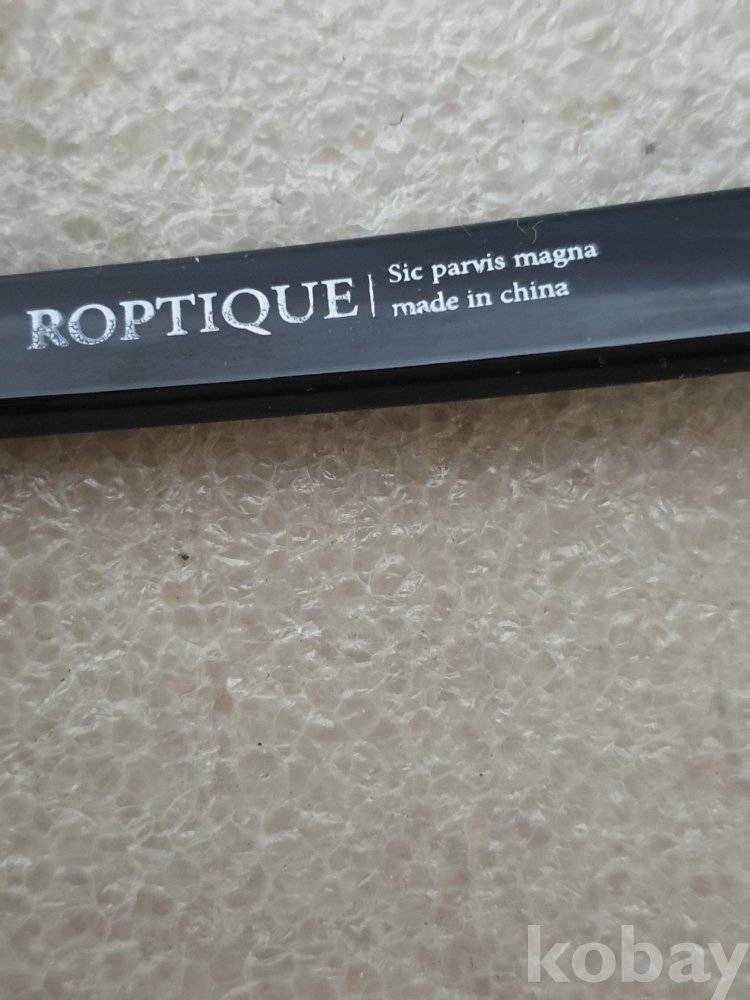 ROPTIQUE | Sic parvis magna
made in china
kobay